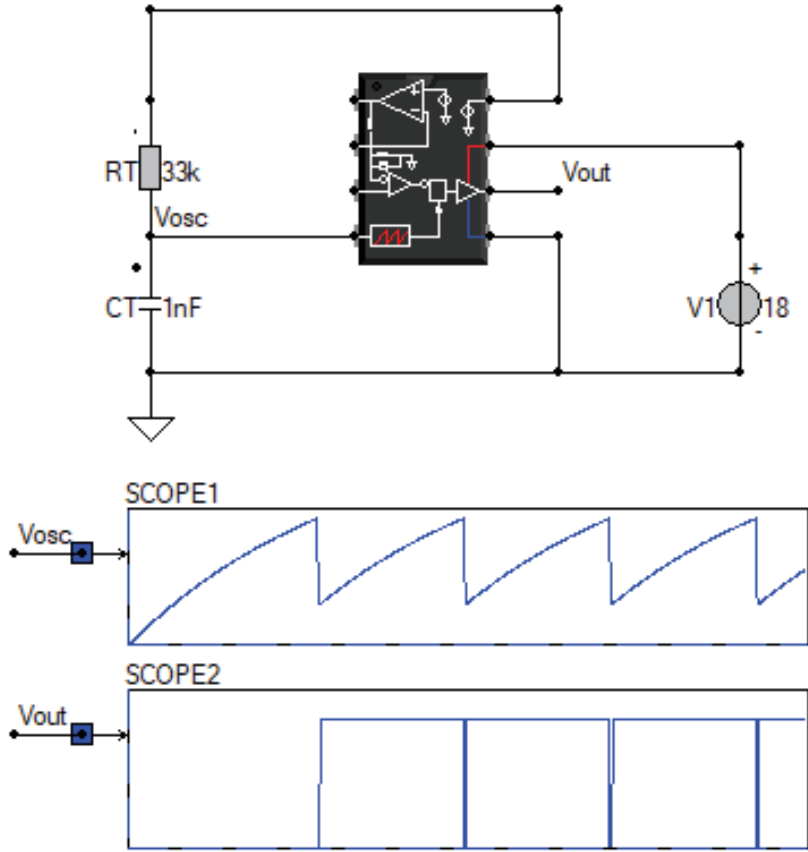 RT 33k
Vout
Vosc
CT 1nF
+
V1 18
-
SCOPE1
Vosc
SCOPE2
Vout